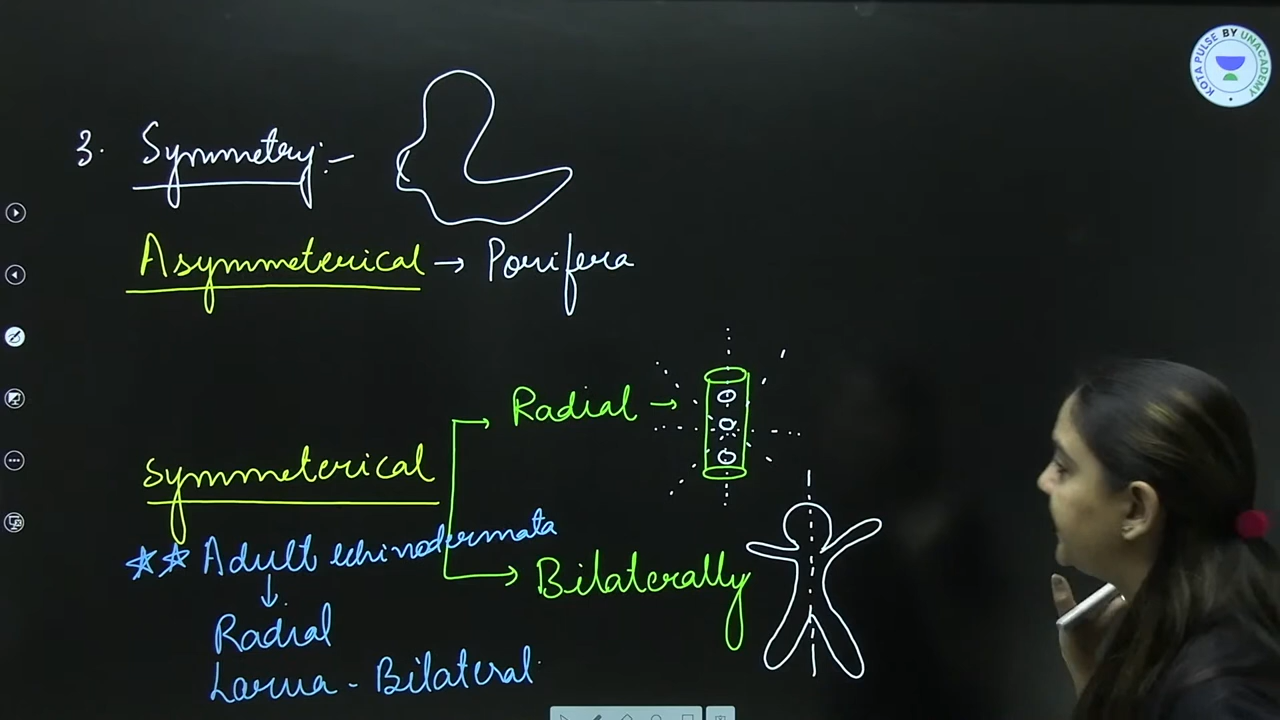 KOTA PULSE BY UNACADEMY
3. Symmetry:-
Asymmeterical → Porifera
Radial →
Symmeterical
** Adult echinodermata
↓
Bilaterally
Radial
Larva - Bilateral